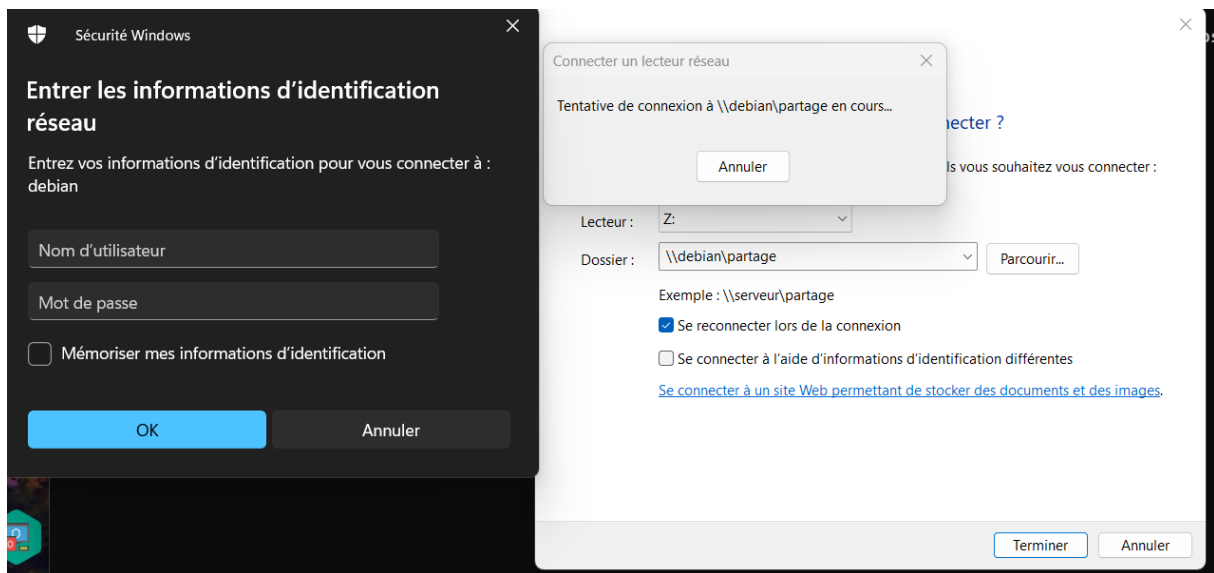 Sécurité Windows
Entrer les informations d'identification
réseau
Entrez vos informations d'identification pour vous connecter à :
debian
Nom d'utilisateur
Mot de passe
Mémoriser mes informations d'identification
OK
Annuler
Connecter un lecteur réseau
Tentative de connexion à \\debian\partage en cours...
Annuler
necter ?
ls vous souhaitez vous connecter :
Lecteur :
Z:
Dossier :
\\debian\partage
Parcourir...
Exemple : \\serveur\partage
Se reconnecter lors de la connexion
Se connecter à l'aide d'informations d'identification différentes
Se connecter à un site Web permettant de stocker des documents et des images.
Terminer
Annuler